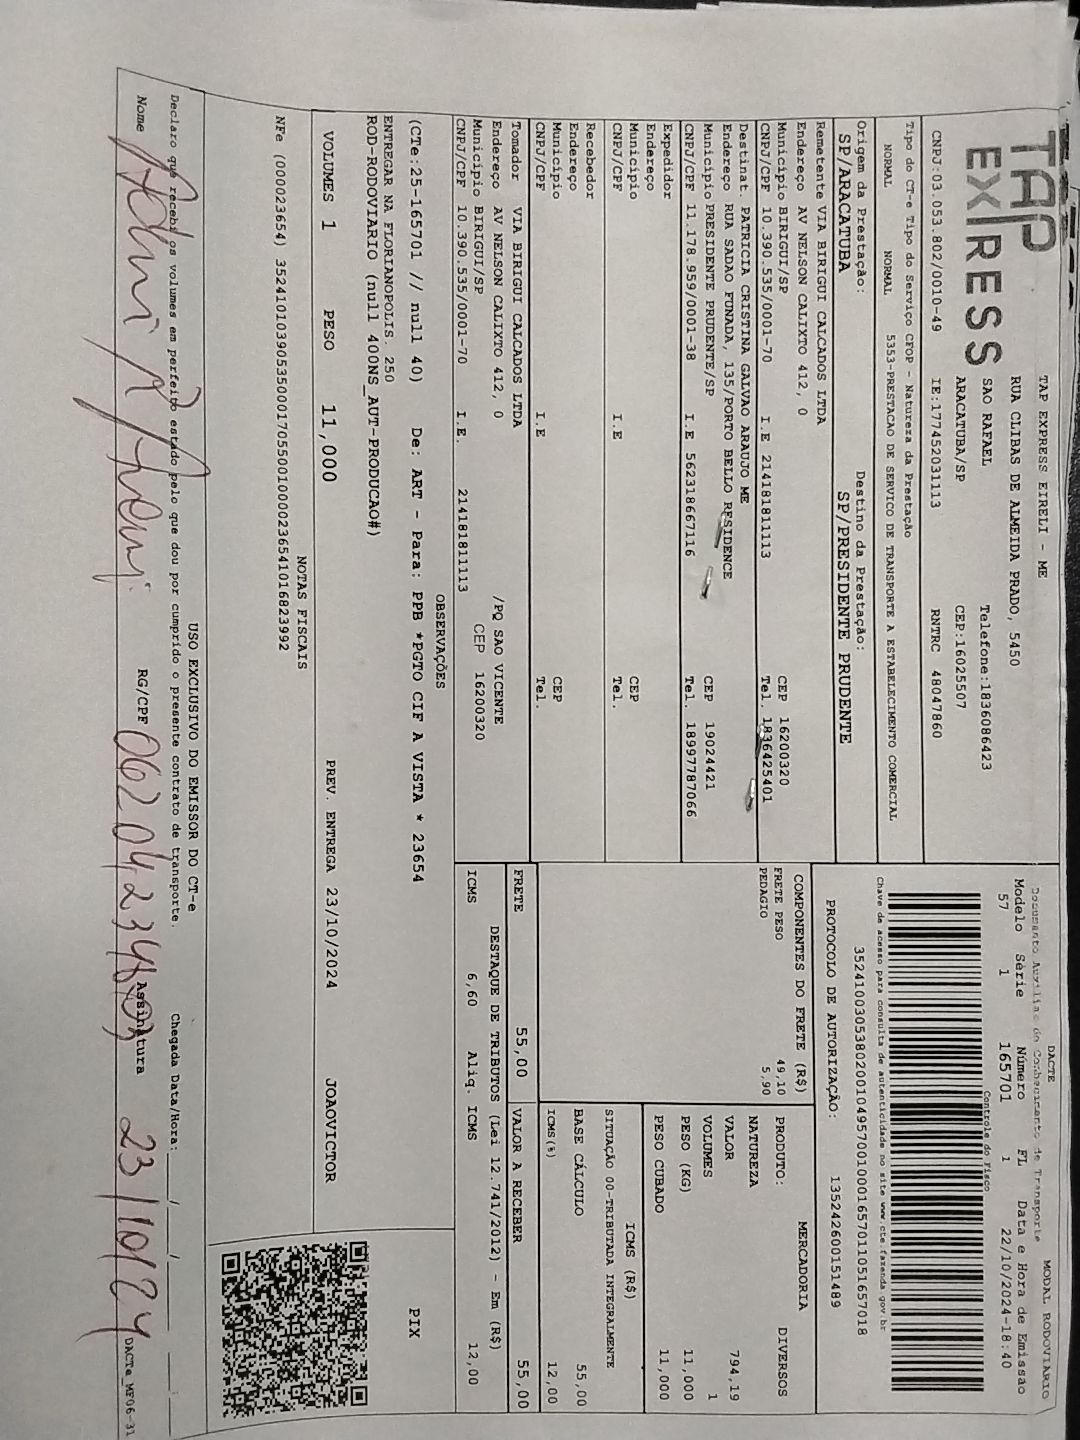 TAP
EXPRESS
TAP EXPRESS EIRELI - ME
RUA CLIBAS DE ALMEIDA PRADO, 5450
SAO RAFAEL Telefone:1836086423
ARACATUBA/SP CEP:16025507
CNPJ:03.053.802/0010-49 IE:177452031113 RNTRC 48047860
Tipo do CT-e Tipo do Serviço CFOP - Natureza da Prestação
NORMAL NORMAL 5353-PRESTACAO DE SERVICO DE TRANSPORTE A ESTABELECIMENTO COMERCIAL
Origem da Prestação: Destino da Prestação:
SP/ARACATUBA SP/PRESIDENTE PRUDENTE
Remetente VIA BIRIGUI CALCADOS LTDA
Endereço AV NELSON CALIXTO 412, 0
Município BIRIGUI/SP CEP 16200320
CNPJ/CPF 10.390.535/0001-70 I.E 214181811113 Tel. 1836425401
Destinat. PATRICIA CRISTINA GALVAO ARAUJO ME
Endereço RUA SADAO FUNADA, 135/PORTO BELLO RESIDENCE
Município PRESIDENTE PRUDENTE/SP CEP 19024421
CNPJ/CPF 11.178.959/0001-38 I.E 562318667116 Tel. 18997787066
Expedidor
Endereço
Município CEP
CNPJ/CPF I.E Tel.
Recebedor
Endereço
Município CEP
CNPJ/CPF I.E Tel.
Tomador VIA BIRIGUI CALCADOS LTDA
Endereço AV NELSON CALIXTO 412, 0 /PQ SAO VICENTE
Município BIRIGUI/SP CEP 16200320
CNPJ/CPF 10.390.535/0001-70 I.E. 214181811113
DACTE MODAL RODOVIARIO
Documento Auxiliar do Conhecimento de Transporte
Modelo Série Número FL Data e Hora de Emissão
57 1 165701 1 22/10/2024-18:40
Controle do Fisco
35241003053802001049570010001657011051657018
Chave de acesso para consulta de autenticidade no site www.cte.fazenda.gov.br
PROTOCOLO DE AUTORIZAÇÃO: 135242600151489
COMPONENTES DO FRETE (R$)
FRETE PESO 49,10
PEDAGIO 5,90
MERCADORIA
PRODUTO: DIVERSOS
NATUREZA
VALOR 794,19
VOLUMES 1
PESO (KG) 11,000
PESO CUBADO 11,000
ICMS (R$)
SITUAÇÃO 00-TRIBUTADA INTEGRALMENTE
BASE CÁLCULO 55,00
ICMS(%) 12,00
FRETE 55,00 VALOR A RECEBER 55,00
DESTAQUE DE TRIBUTOS (Lei 12.741/2012) - Em (R$)
ICMS 6,60 Aliq. ICMS 12,00
OBSERVAÇÕES
(CTe:25-165701 // null 40) De: ART - Para: PPB *PGTO CIF A VISTA * 23654
ENTREGAR NA FLORIANOPOLIS. 250
ROD-RODOVIARIO (null 400NS_AUT-PRODUCAO#)
PIX
VOLUMES 1 PESO 11,000 PREV. ENTREGA 23/10/2024 JOAOVICTOR
NOTAS FISCAIS
NFe (000023654) 35241010390535000170550010000236541016823992
USO EXCLUSIVO DO EMISSOR DO CT-e
Declaro que recebi os volumes em perfeito estado pelo que dou por cumprido o presente contrato de transporte. Chegada Data/Hora: / /
Nome RG/CPF Assinatura 23/10/24 DACTe_MF06-31